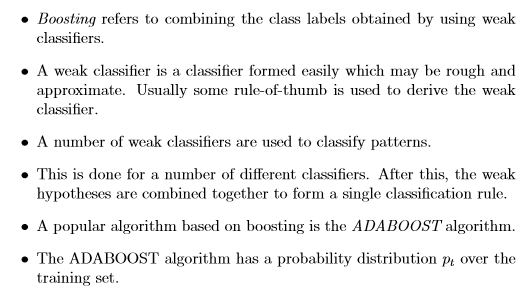 • Boosting refers to combining the class labels obtained by using weak
classifiers.
• A weak classifier is a classifier formed easily which may be rough and
approximate. Usually some rule-of-thumb is used to derive the weak
classifier.
• A number of weak classifiers are used to classify patterns.
• This is done for a number of different classifiers. After this, the weak
hypotheses are combined together to form a single classification rule.
• A popular algorithm based on boosting is the ADABOOST algorithm.
• The ADABOOST algorithm has a probability distribution pₜ over the
training set.